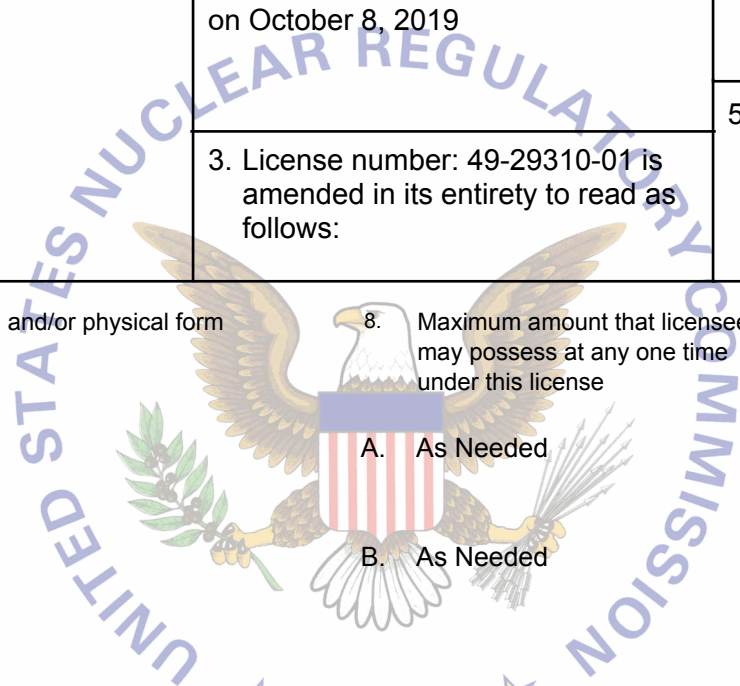 on October 8, 2019
5
3. License number: 49-29310-01 is
amended in its entirety to read as
follows:
and/or physical form
8. Maximum amount that licensee
may possess at any one time
under this license
A. As Needed
B. As Needed
UNITED STATES NUCLEAR REGULATORY COMMISSION